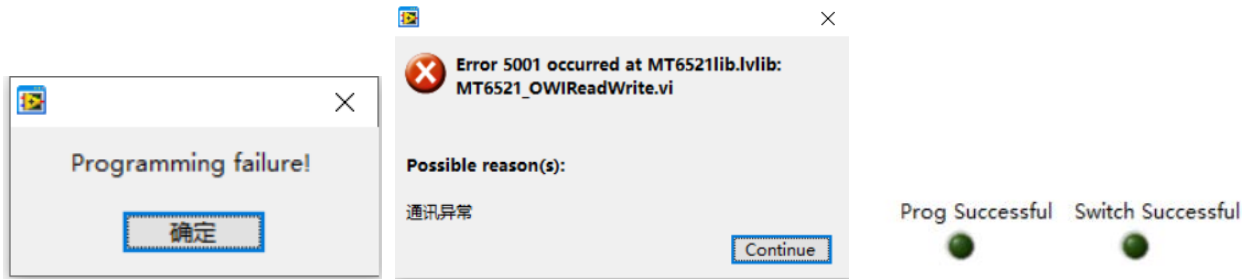 Programming failure!
确定
Error 5001 occurred at MT6521lib.lvlib:
MT6521_OWIReadWrite.vi
Possible reason(s):
通讯异常
Continue
Prog Successful
Switch Successful